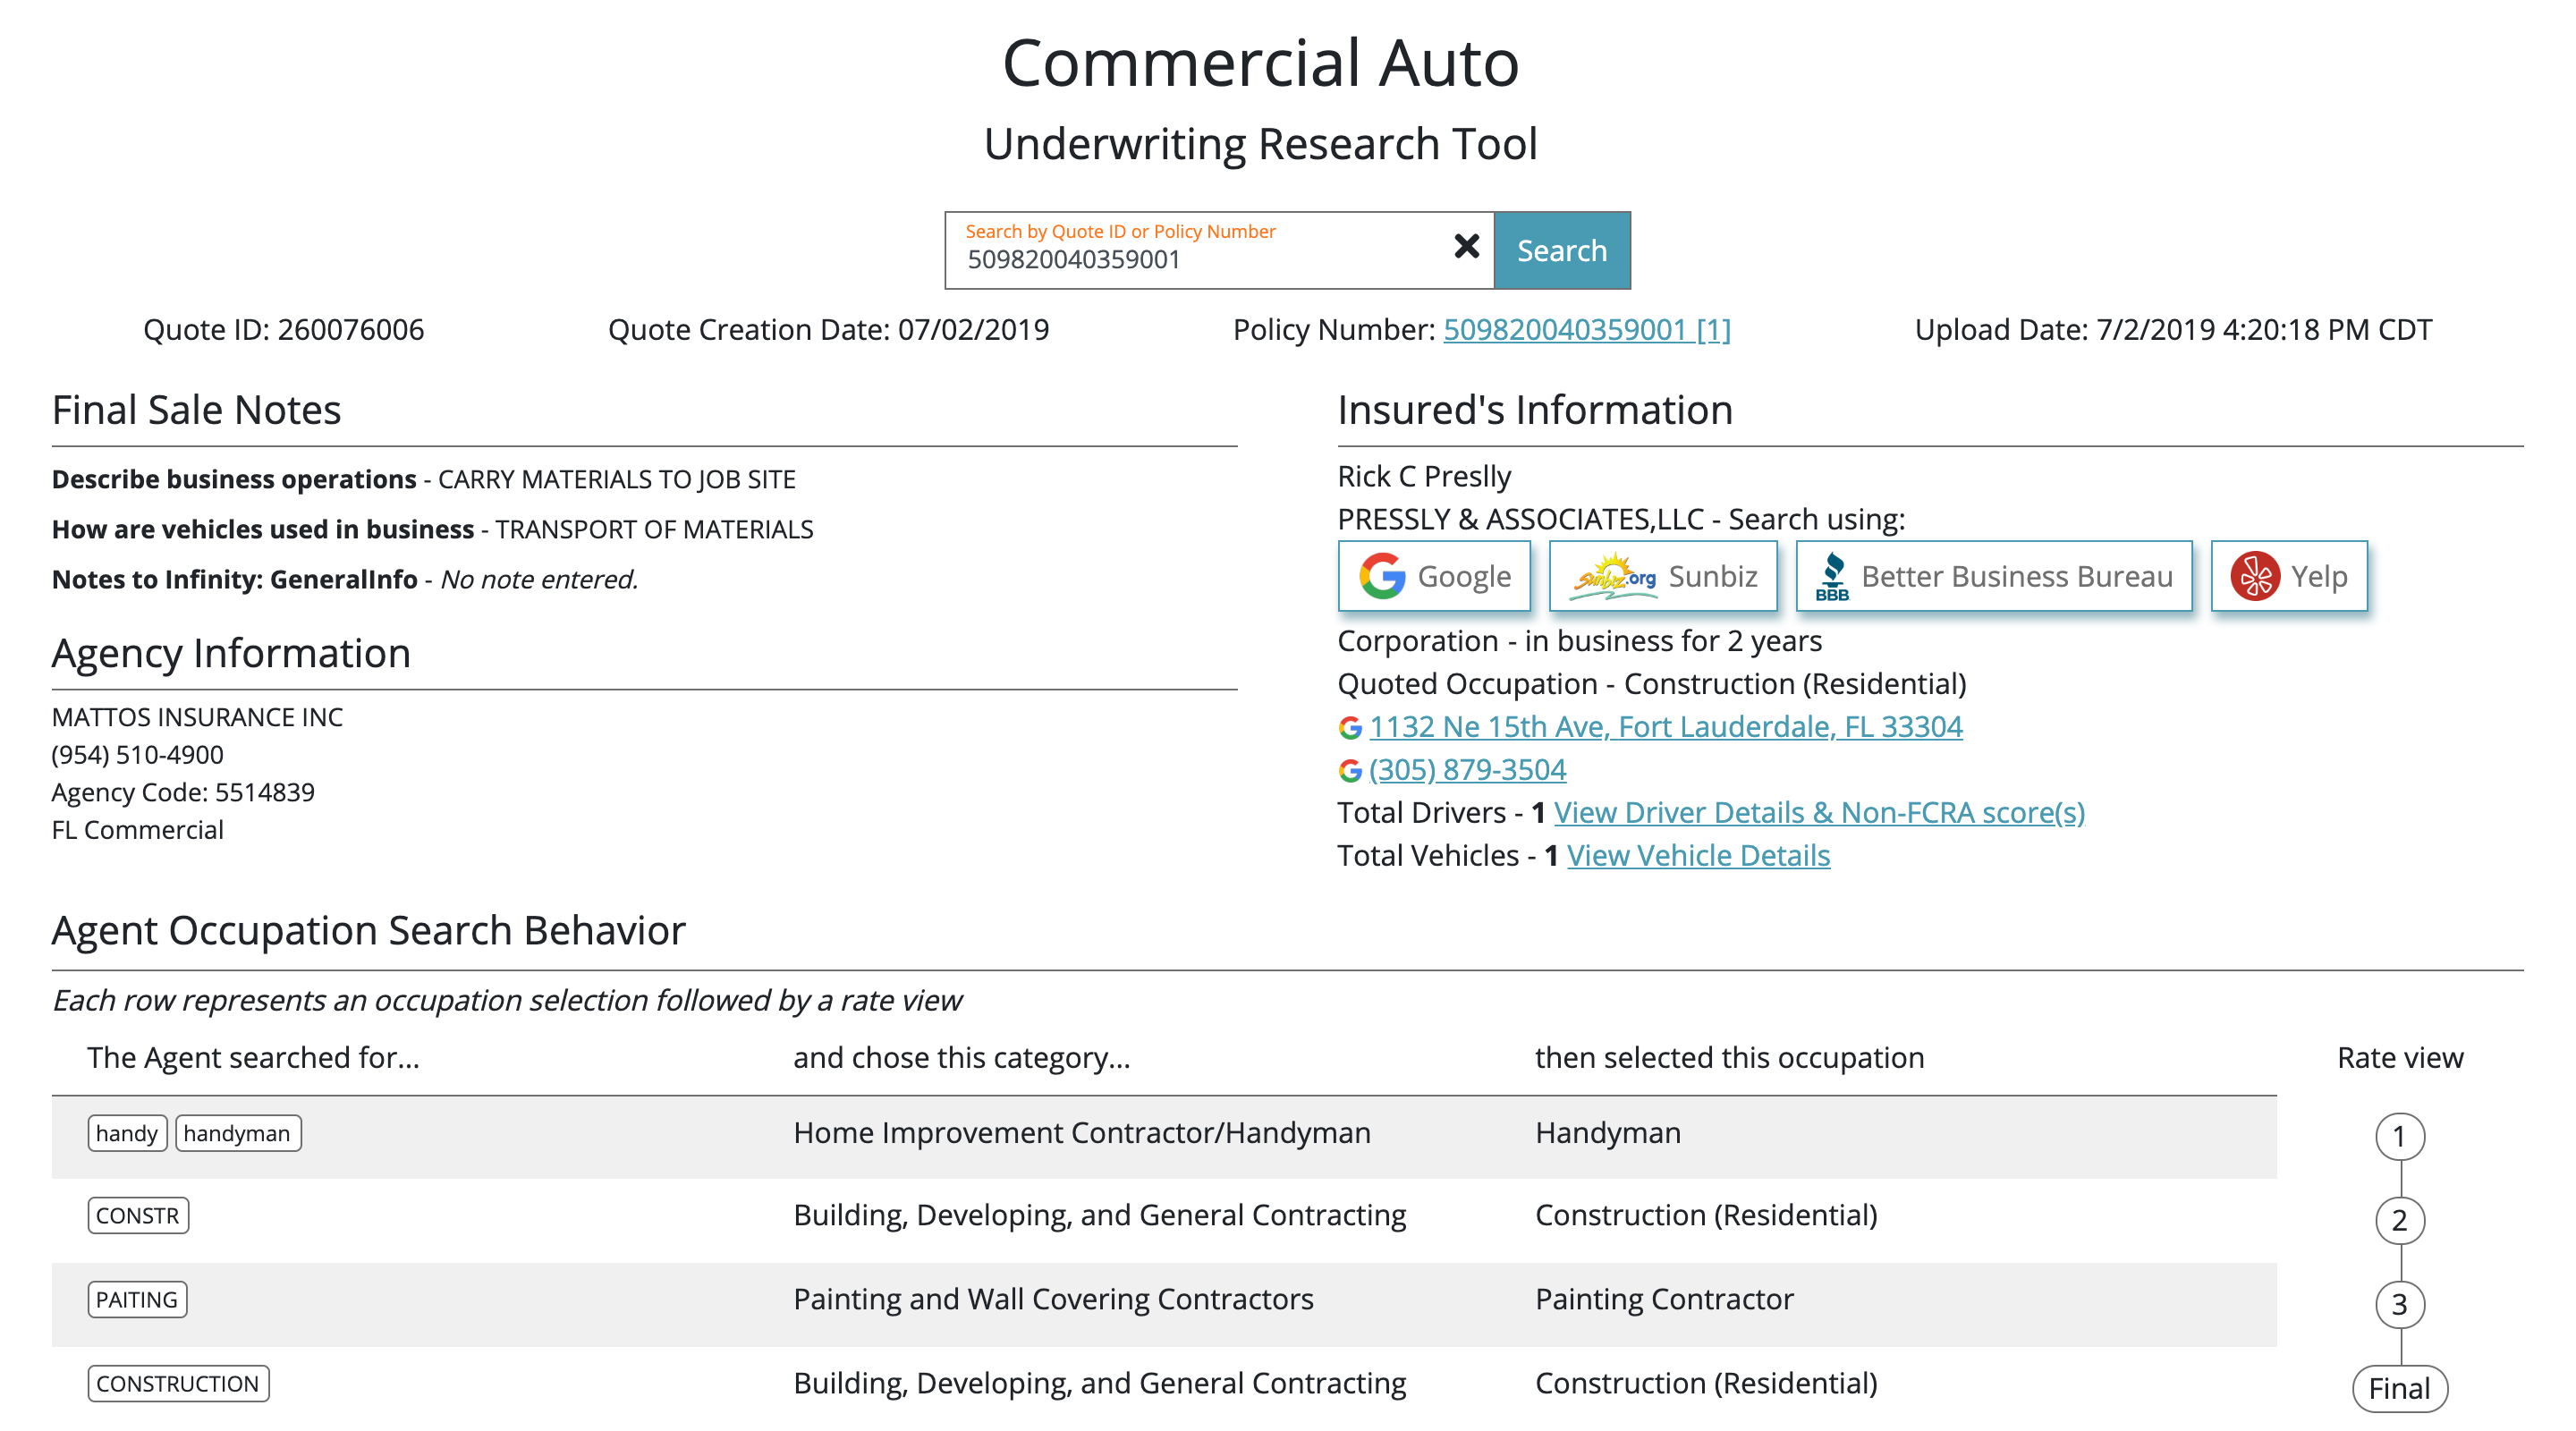 Commercial Auto
Underwriting Research Tool
Search by Quote ID or Policy Number
509820040359001
Search
Quote ID: 260076006
Quote Creation Date: 07/02/2019
Policy Number: 509820040359001 [1]
Upload Date: 7/2/2019 4:20:18 PM CDT
Final Sale Notes
Describe business operations - CARRY MATERIALS TO JOB SITE
How are vehicles used in business - TRANSPORT OF MATERIALS
Notes to Infinity: GeneralInfo - No note entered.
Agency Information
MATTOS INSURANCE INC
(954) 510-4900
Agency Code: 5514839
FL Commercial
Insured's Information
Rick C Preslly
PRESSLY & ASSOCIATES,LLC - Search using:
Google
Sunbiz.org Sunbiz
BBB Better Business Bureau
Yelp
Corporation - in business for 2 years
Quoted Occupation - Construction (Residential)
1132 Ne 15th Ave, Fort Lauderdale, FL 33304
(305) 879-3504
Total Drivers - 1 View Driver Details & Non-FCRA score(s)
Total Vehicles - 1 View Vehicle Details
Agent Occupation Search Behavior
Each row represents an occupation selection followed by a rate view
The Agent searched for... and chose this category... then selected this occupation Rate view
handy handyman Home Improvement Contractor/Handyman Handyman 1
CONSTR Building, Developing, and General Contracting Construction (Residential) 2
PAITING Painting and Wall Covering Contractors Painting Contractor 3
CONSTRUCTION Building, Developing, and General Contracting Construction (Residential) Final